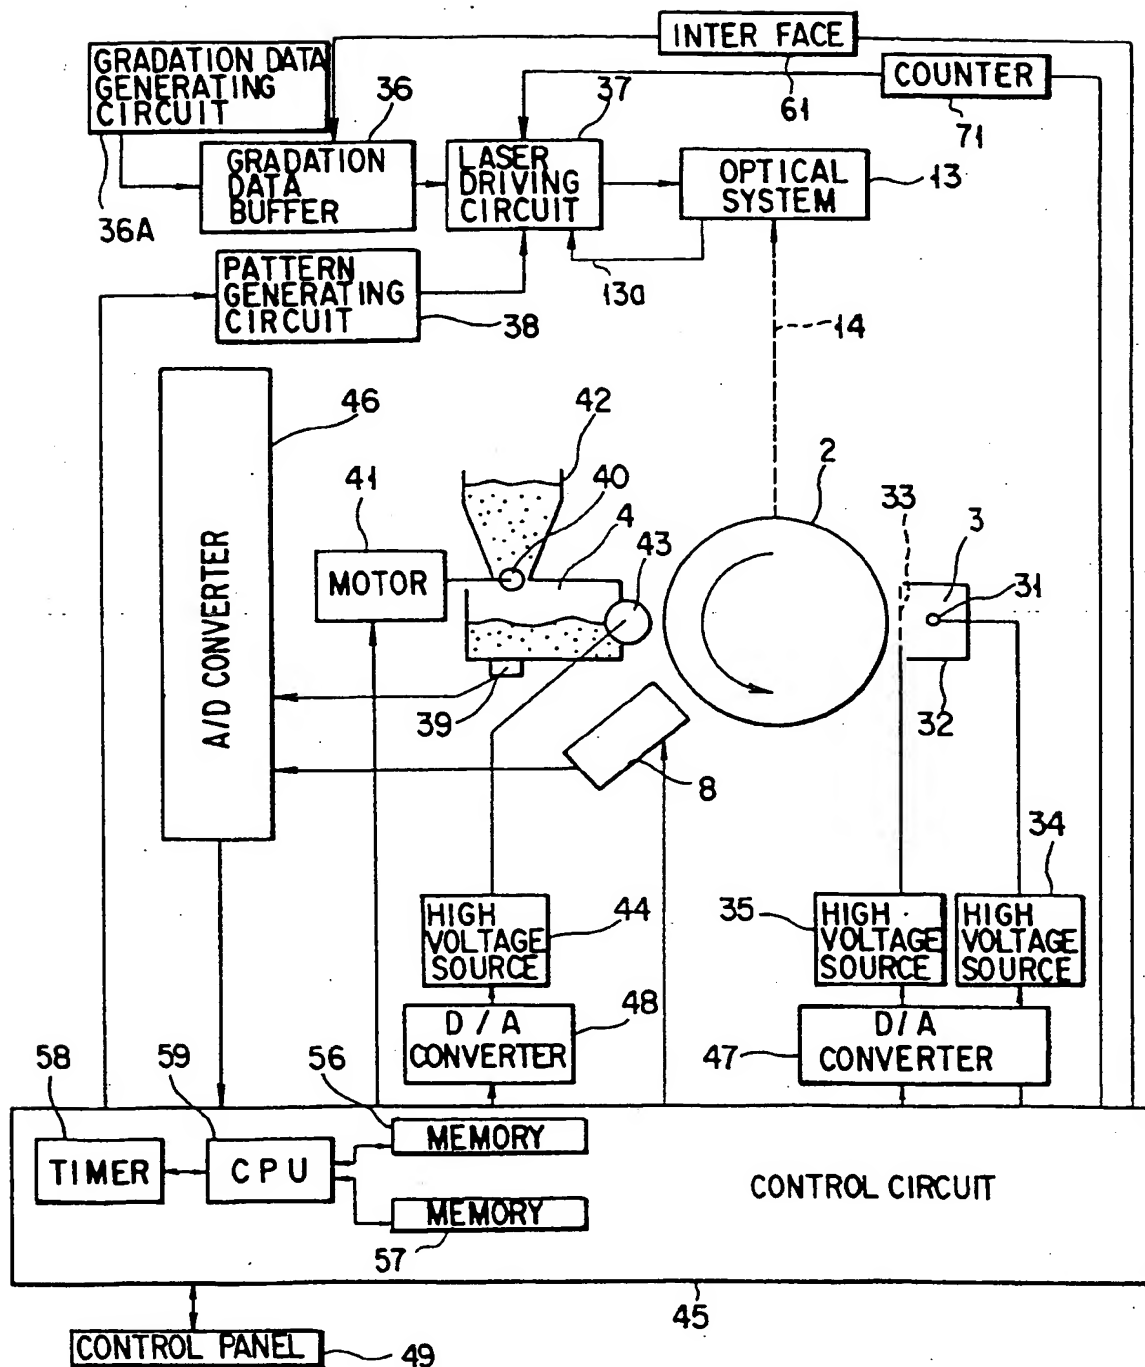 INTER FACE
61
COUNTER
71
GRADATION DATA
GENERATING
CIRCUIT
36A
36
GRADATION
DATA
BUFFER
37
LASER
DRIVING
CIRCUIT
OPTICAL
SYSTEM
13
13a
PATTERN
GENERATING
CIRCUIT
38
14
46
A/D CONVERTER
41
MOTOR
42
40
4
43
39
2
33
3
31
32
8
34
44
HIGH
VOLTAGE
SOURCE
35
HIGH
VOLTAGE
SOURCE
HIGH
VOLTAGE
SOURCE
48
D/A
CONVERTER
47
D/A
CONVERTER
58
TIMER
59
CPU
56
MEMORY
MEMORY
57
CONTROL CIRCUIT
45
CONTROL PANEL
49